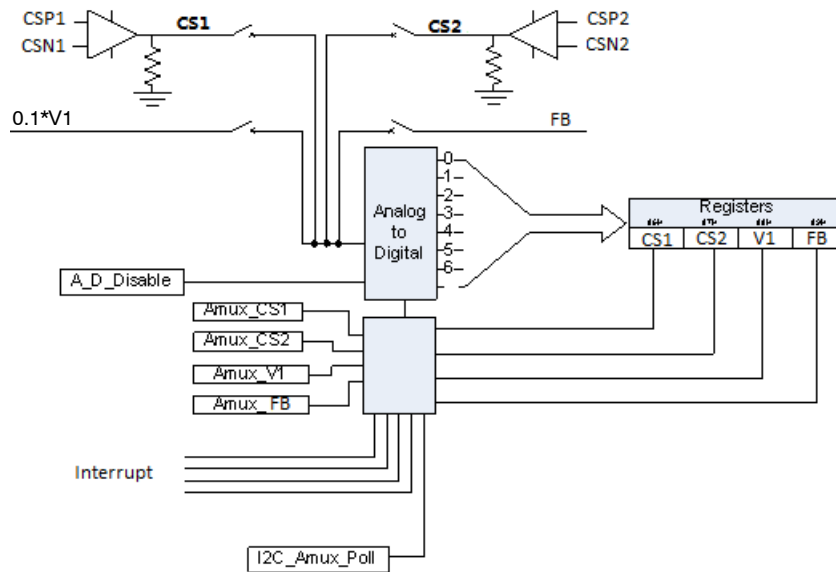 CSP1
CSN1
CS1
CS2
CSP2
CSN2
0.1*V1
FB
Analog
to
Digital
0
1
2
3
4
5
6
Registers
CS1 CS2 V1 FB
A_D_Disable
Amux_CS1
Amux_CS2
Amux_V1
Amux_FB
Interrupt
I2C_Amux_Poll